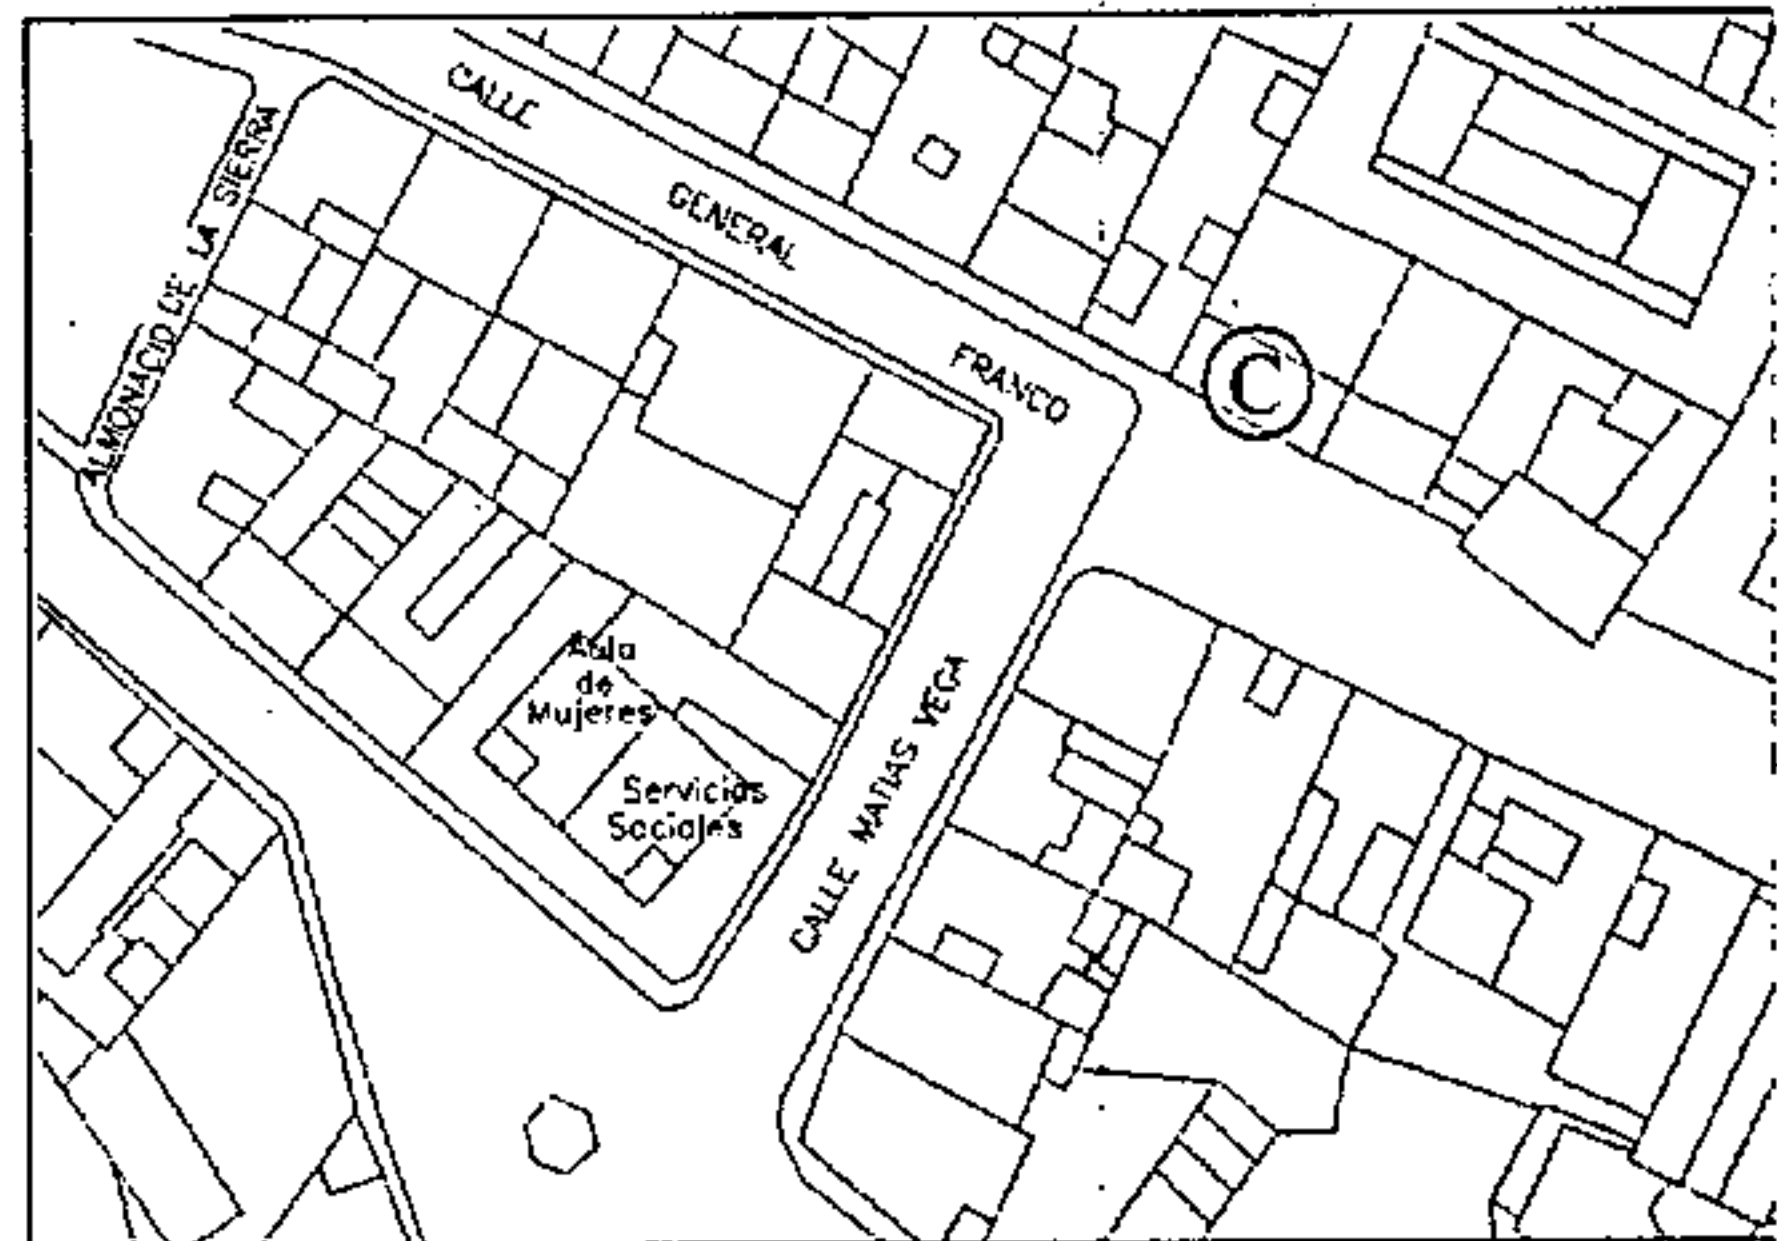 CALLE GENERAL FRANCO
ALMONACID DE LA SIERRA
C
Aula
de
Mujeres
Servicios
Sociales
CALLE MATIAS VEGA